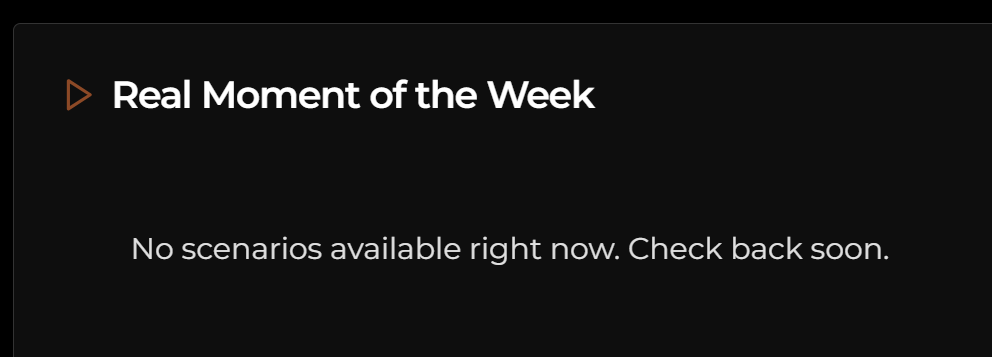 Real Moment of the Week
No scenarios available right now. Check back soon.